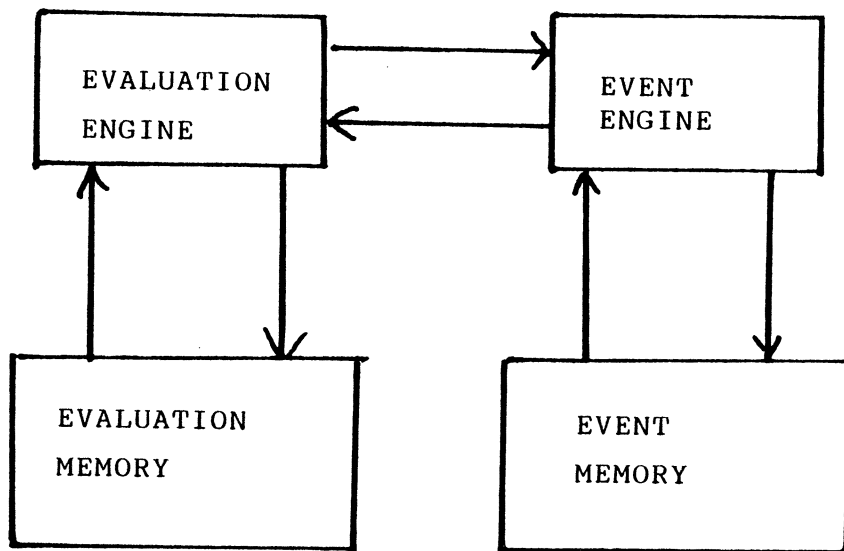 EVALUATION
ENGINE
EVENT
ENGINE
EVALUATION
MEMORY
EVENT
MEMORY